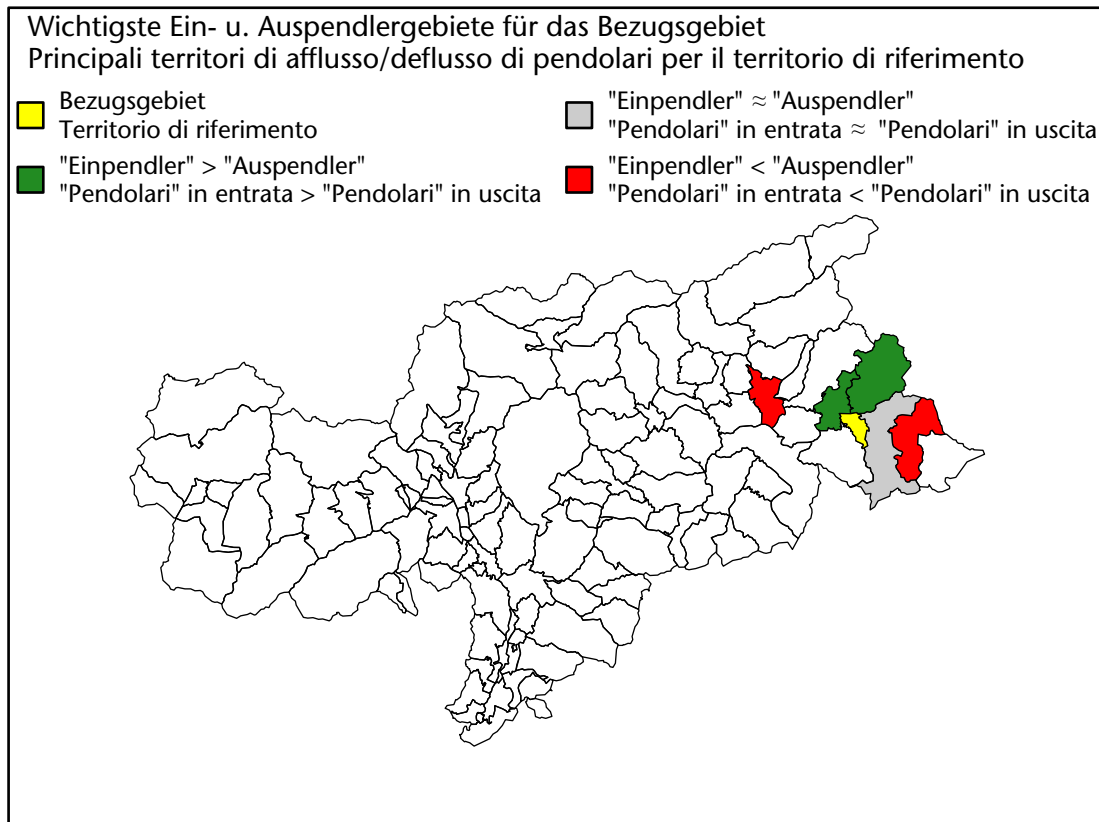 Wichtigste Ein- u. Auspendlergebiete für das Bezugsgebiet
Principali territori di afflusso/deflusso di pendolari per il territorio di riferimento
Bezugsgebiet
Territorio di riferimento
"Einpendler" > "Auspendler"
"Pendolari" in entrata > "Pendolari" in uscita
"Einpendler" ≈ "Auspendler"
"Pendolari" in entrata ≈ "Pendolari" in uscita
"Einpendler" < "Auspendler"
"Pendolari" in entrata < "Pendolari" in uscita